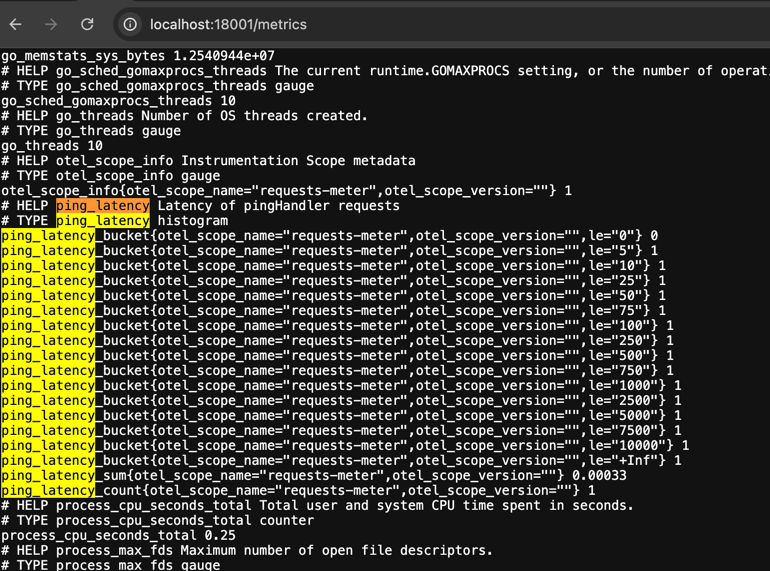 localhost:18001/metrics
go_memstats_sys_bytes 1.2540944e+07
# HELP go_sched_gomaxprocs_threads The current runtime.GOMAXPROCS setting, or the number of operat
# TYPE go_sched_gomaxprocs_threads gauge
go_sched_gomaxprocs_threads 10
# HELP go_threads Number of OS threads created.
# TYPE go_threads gauge
go_threads 10
# HELP otel_scope_info Instrumentation Scope metadata
# TYPE otel_scope_info gauge
otel_scope_info{otel_scope_name="requests-meter",otel_scope_version=""} 1
# HELP ping_latency Latency of pingHandler requests
# TYPE ping_latency histogram
ping_latency_bucket{otel_scope_name="requests-meter",otel_scope_version="",le="0"} 0
ping_latency_bucket{otel_scope_name="requests-meter",otel_scope_version="",le="5"} 1
ping_latency_bucket{otel_scope_name="requests-meter",otel_scope_version="",le="10"} 1
ping_latency_bucket{otel_scope_name="requests-meter",otel_scope_version="",le="25"} 1
ping_latency_bucket{otel_scope_name="requests-meter",otel_scope_version="",le="50"} 1
ping_latency_bucket{otel_scope_name="requests-meter",otel_scope_version="",le="75"} 1
ping_latency_bucket{otel_scope_name="requests-meter",otel_scope_version="",le="100"} 1
ping_latency_bucket{otel_scope_name="requests-meter",otel_scope_version="",le="250"} 1
ping_latency_bucket{otel_scope_name="requests-meter",otel_scope_version="",le="500"} 1
ping_latency_bucket{otel_scope_name="requests-meter",otel_scope_version="",le="750"} 1
ping_latency_bucket{otel_scope_name="requests-meter",otel_scope_version="",le="1000"} 1
ping_latency_bucket{otel_scope_name="requests-meter",otel_scope_version="",le="2500"} 1
ping_latency_bucket{otel_scope_name="requests-meter",otel_scope_version="",le="5000"} 1
ping_latency_bucket{otel_scope_name="requests-meter",otel_scope_version="",le="7500"} 1
ping_latency_bucket{otel_scope_name="requests-meter",otel_scope_version="",le="10000"} 1
ping_latency_bucket{otel_scope_name="requests-meter",otel_scope_version="",le="+Inf"} 1
ping_latency_sum{otel_scope_name="requests-meter",otel_scope_version=""} 0.00033
ping_latency_count{otel_scope_name="requests-meter",otel_scope_version=""} 1
# HELP process_cpu_seconds_total Total user and system CPU time spent in seconds.
# TYPE process_cpu_seconds_total counter
process_cpu_seconds_total 0.25
# HELP process_max_fds Maximum number of open file descriptors.
# TYPE process_max_fds gauge